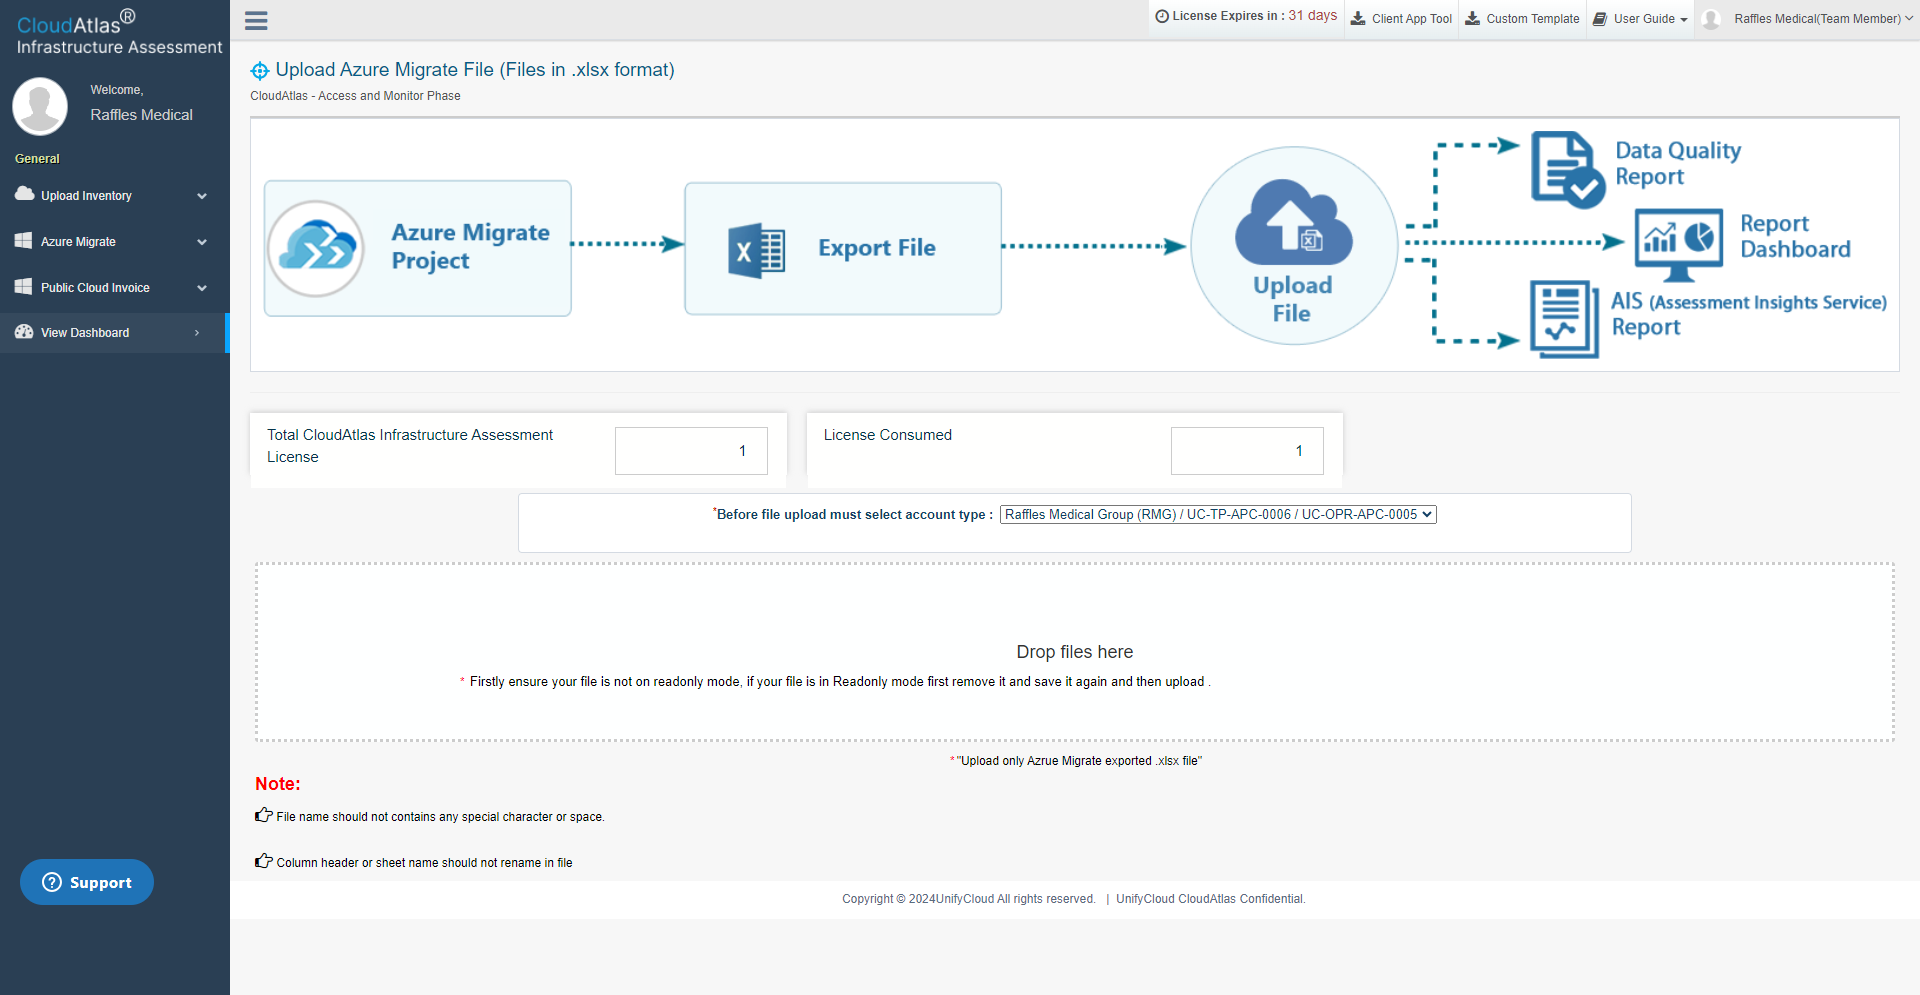 CloudAtlas®
Infrastructure Assessment
Welcome,
Raffles Medical
General
Upload Inventory
Azure Migrate
Public Cloud Invoice
View Dashboard
Support
License Expires in : 31 days
Client App Tool
Custom Template
User Guide
Raffles Medical(Team Member)
Upload Azure Migrate File (Files in .xlsx format)
CloudAtlas - Access and Monitor Phase
Azure Migrate
Project
X
Export File
X
Upload
File
Data Quality
Report
Report
Dashboard
AIS (Assessment Insights Service)
Report
Total CloudAtlas Infrastructure Assessment
License
1
License Consumed
1
*Before file upload must select account type : Raffles Medical Group (RMG) / UC-TP-APC-0006 / UC-OPR-APC-0005
Drop files here
* Firstly ensure your file is not on readonly mode, if your file is in Readonly mode first remove it and save it again and then upload .
*"Upload only Azrue Migrate exported .xlsx file"
Note:
File name should not contains any special character or space.
Column header or sheet name should not rename in file
Copyright © 2024UnifyCloud All rights reserved. | UnifyCloud CloudAtlas Confidential.